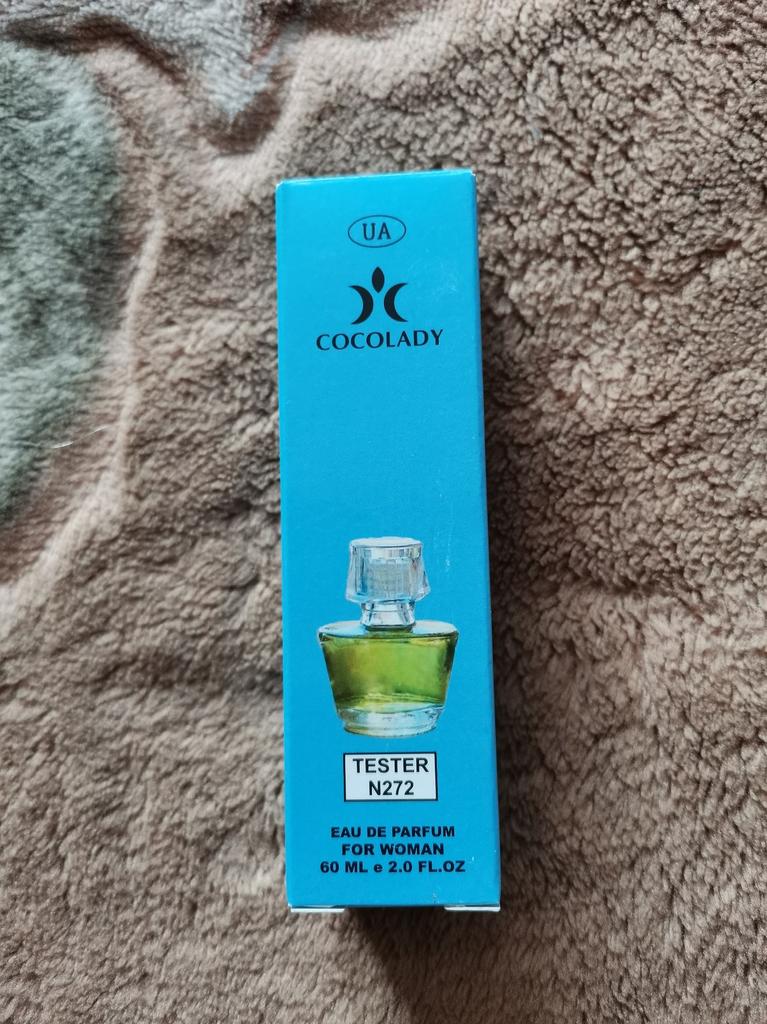 UA
COCOLADY
TESTER
N272
EAU DE PARFUM
FOR WOMAN
60 ML e 2.0 FL.OZ